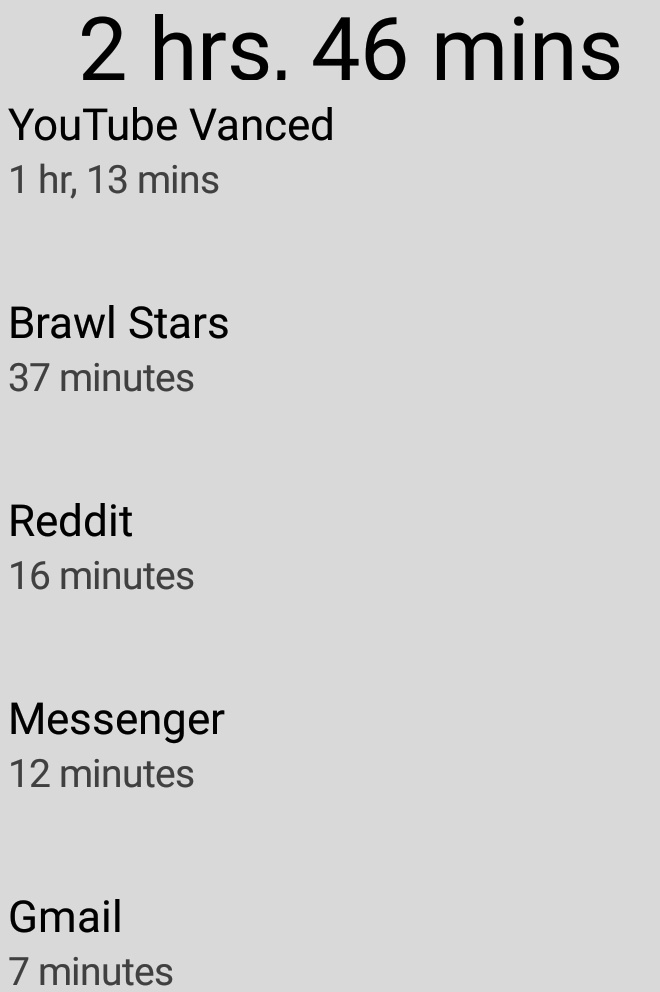 2 hrs. 46 mins
YouTube Vanced
1 hr, 13 mins
Brawl Stars
37 minutes
Reddit
16 minutes
Messenger
12 minutes
Gmail
7 minutes